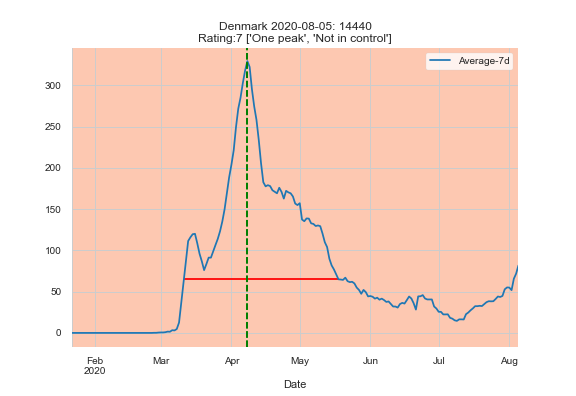 Denmark 2020-08-05: 14440
Rating:7 ['One peak', 'Not in control']
Average-7d
300
250
200
150
100
50
0
Feb
2020
Mar
Apr
May
Jun
Jul
Aug
Date